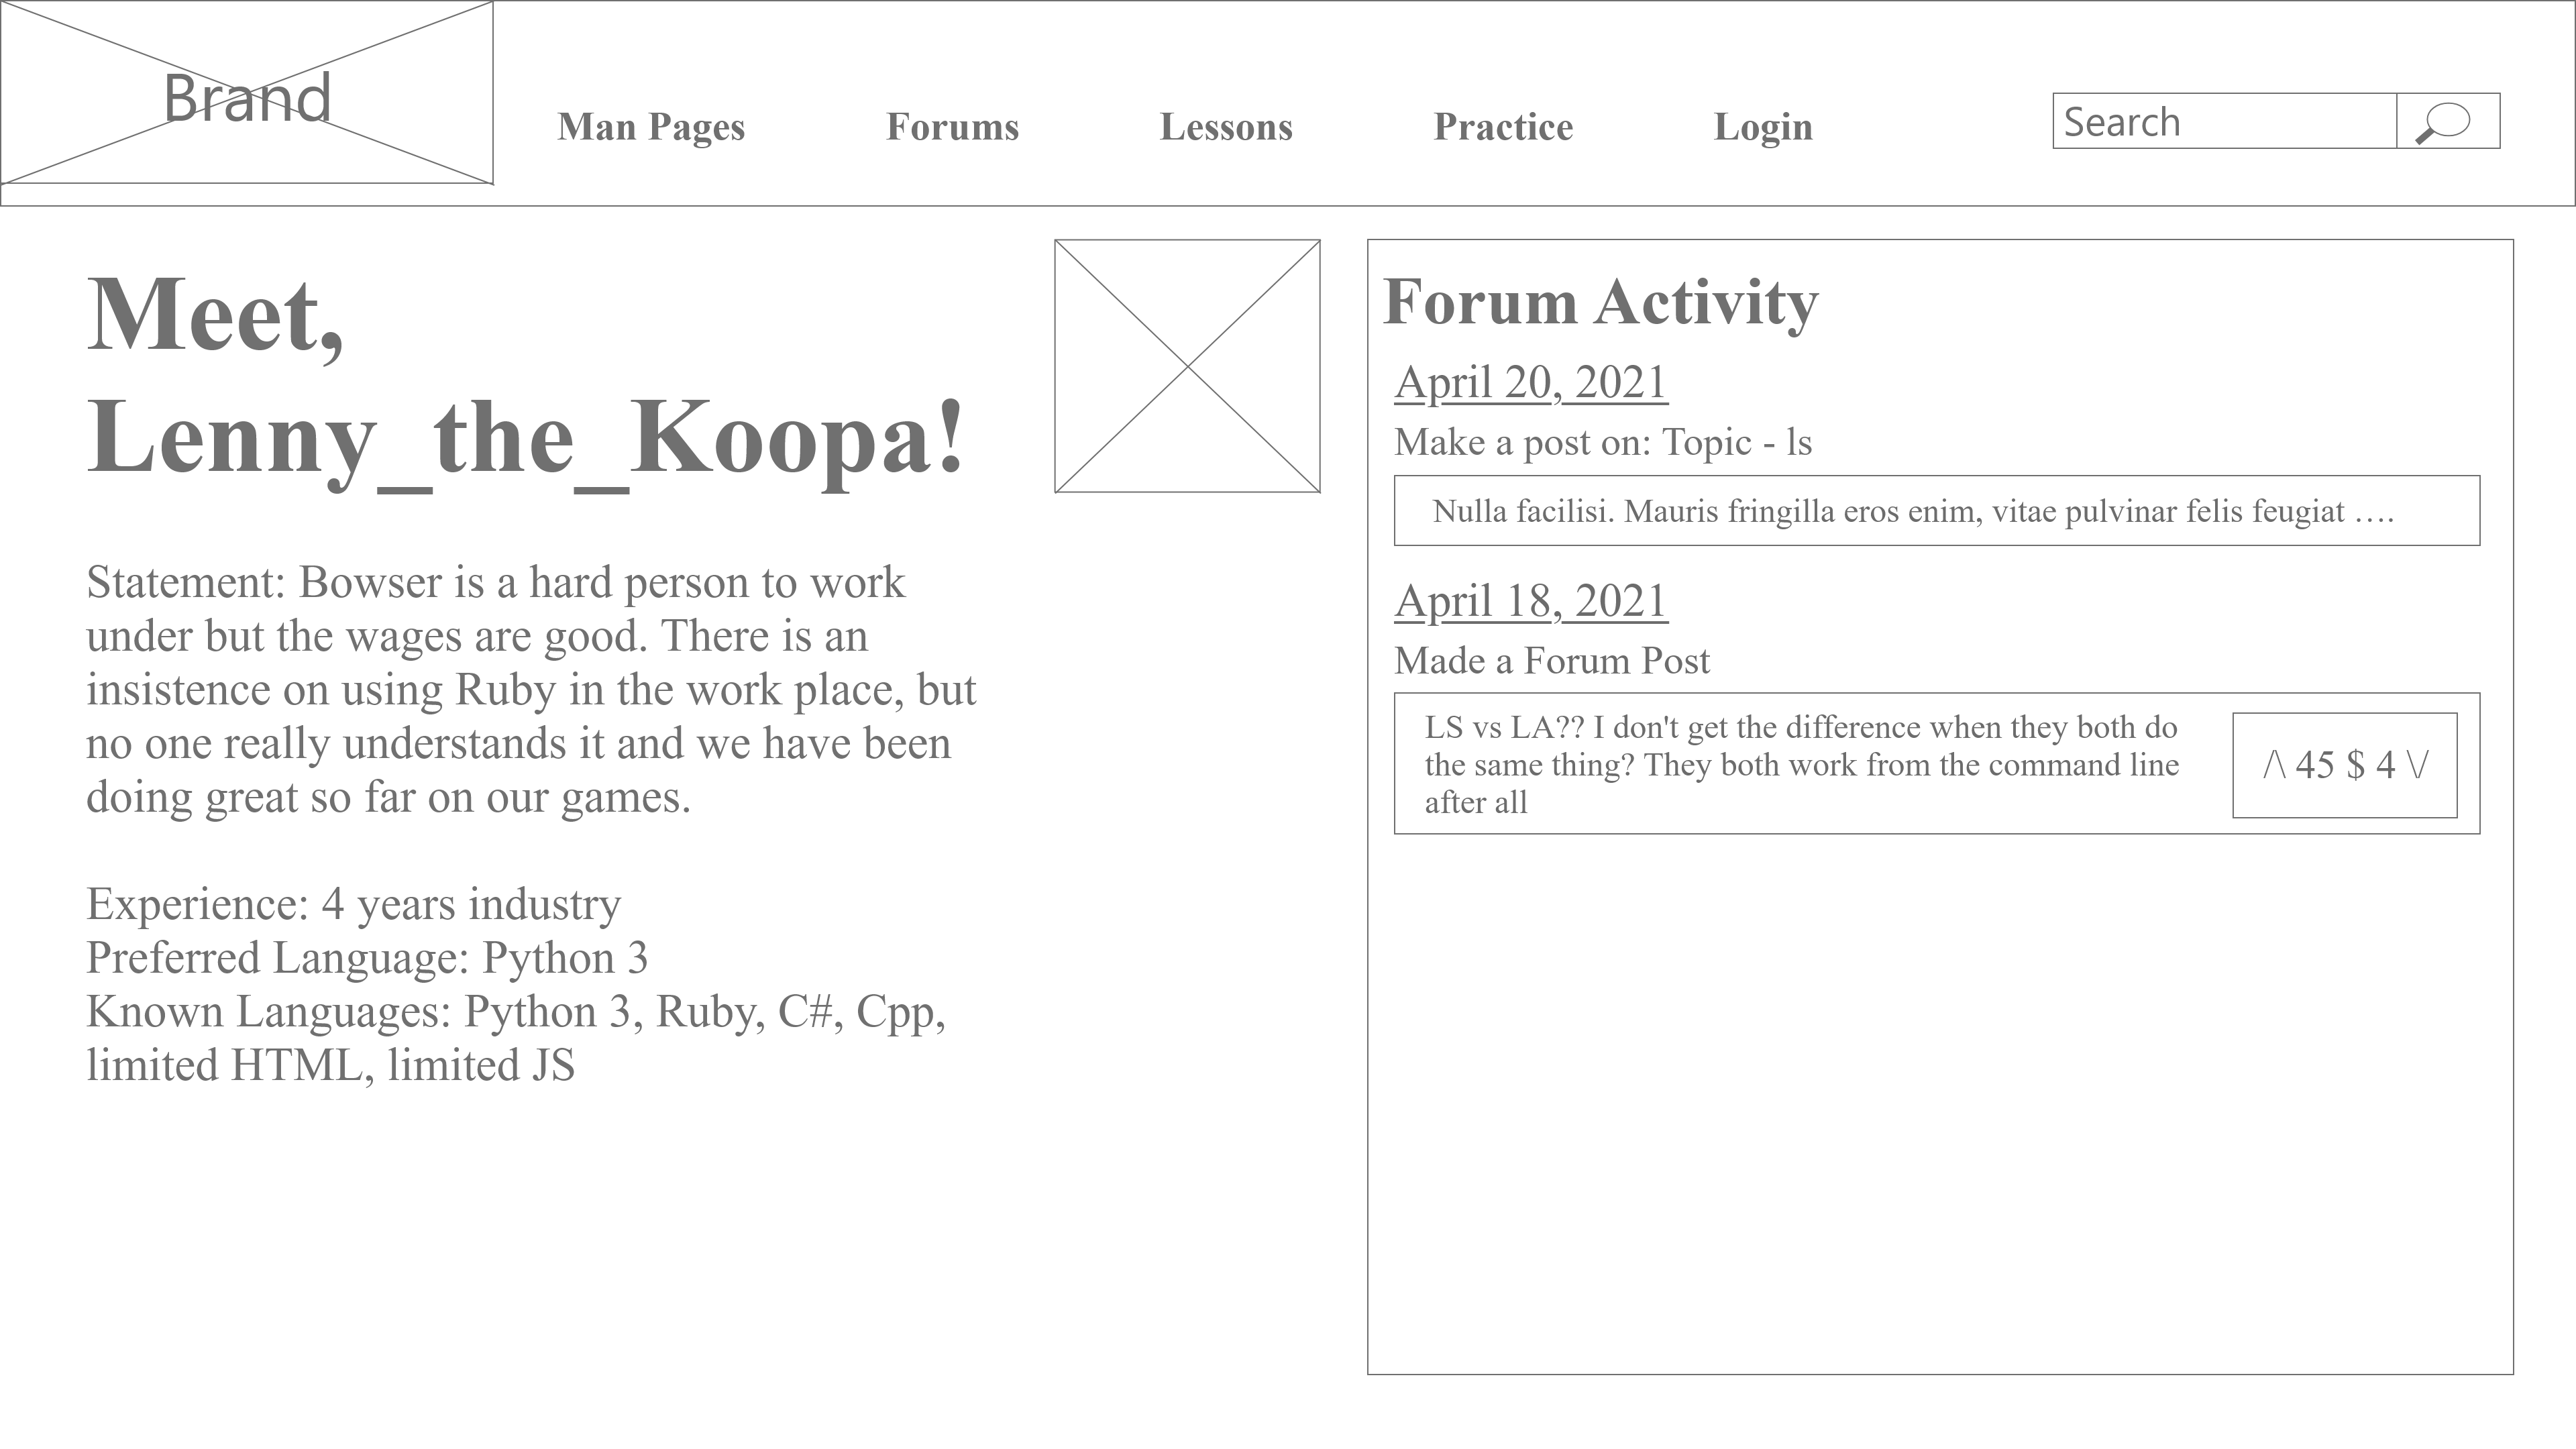 Brand
Man Pages
Forums
Lessons
Practice
Login
Search
Meet,
Lenny_the_Koopa!
Statement: Bowser is a hard person to work
under but the wages are good. There is an
insistence on using Ruby in the work place, but
no one really understands it and we have been
doing great so far on our games.
Experience: 4 years industry
Preferred Language: Python 3
Known Languages: Python 3, Ruby, C#, Cpp,
limited HTML, limited JS
Forum Activity
April 20, 2021
Make a post on: Topic - ls
Nulla facilisi. Mauris fringilla eros enim, vitae pulvinar felis feugiat ….
April 18, 2021
Made a Forum Post
LS vs LA?? I don't get the difference when they both do
the same thing? They both work from the command line
after all
/\ 45 $ 4 \/